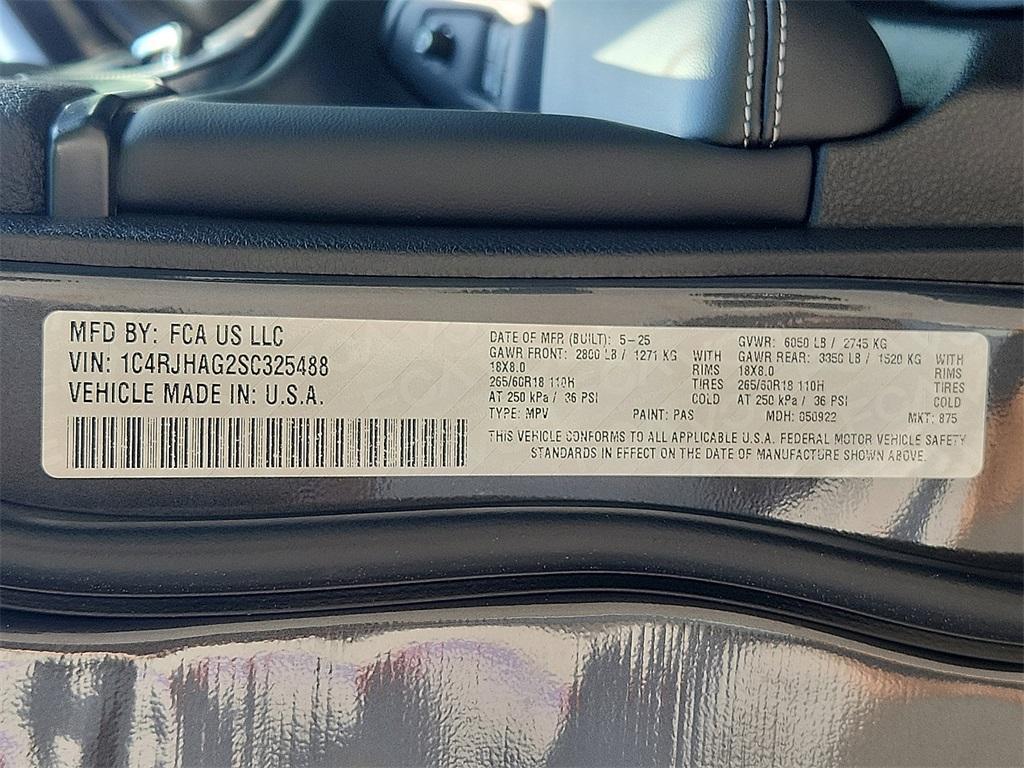 MFD BY: FCA US LLC
VIN: 1C4RJHAG2SC325488
VEHICLE MADE IN: U.S.A.
DATE OF MFR (BUILT): 5-25
GAWR FRONT: 2800 LB / 1271 KG WITH
18X8.0 RIMS
265/60R18 110H TIRES
AT 250 kPa / 36 PSI COLD
GVWR: 6050 LB / 2745 KG
GAWR REAR: 3350 LB / 1520 KG WITH
18X8.0 RIMS
265/60R18 110H TIRES
AT 250 kPa / 36 PSI COLD
TYPE: MPV PAINT: PAS MDH: 050922 MKT: 875
THIS VEHICLE CONFORMS TO ALL APPLICABLE U.S.A. FEDERAL MOTOR VEHICLE SAFETY
STANDARDS IN EFFECT ON THE DATE OF MANUFACTURE SHOWN ABOVE.